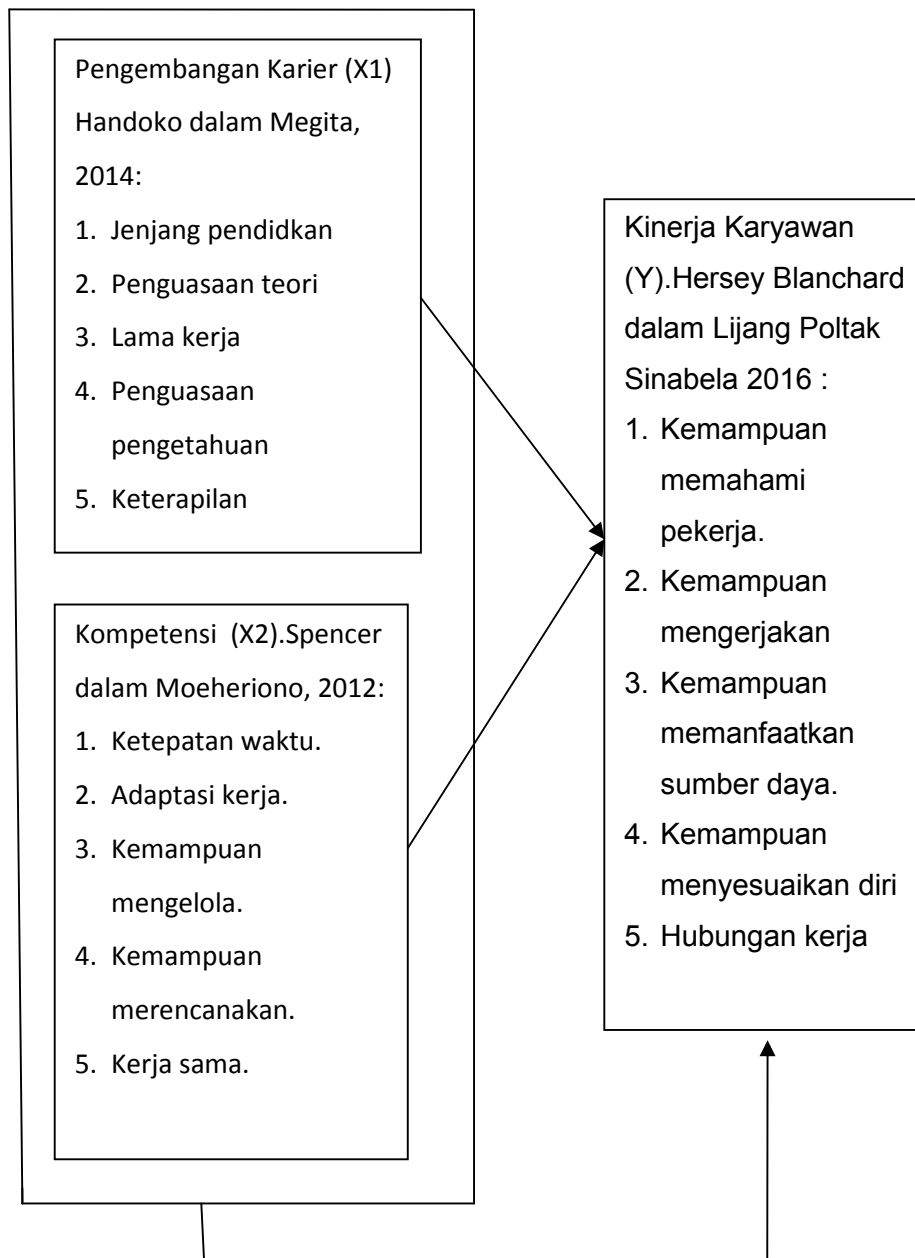 Pengembangan Karier (X1)
Handoko dalam Megita,
2014:
1. Jenjang pendidkan
2. Penguasaan teori
3. Lama kerja
4. Penguasaan
pengetahuan
5. Keterapilan
Kompetensi (X2).Spencer
dalam Moeheriono, 2012:
1. Ketepatan waktu.
2. Adaptasi kerja.
3. Kemampuan
mengelola.
4. Kemampuan
merencanakan.
5. Kerja sama.
Kinerja Karyawan
(Y).Hersey Blanchard
dalam Lijang Poltak
Sinabela 2016 :
1. Kemampuan
memahami
pekerja.
2. Kemampuan
mengerjakan
3. Kemampuan
memanfaatkan
sumber daya.
4. Kemampuan
menyesuaikan diri
5. Hubungan kerja